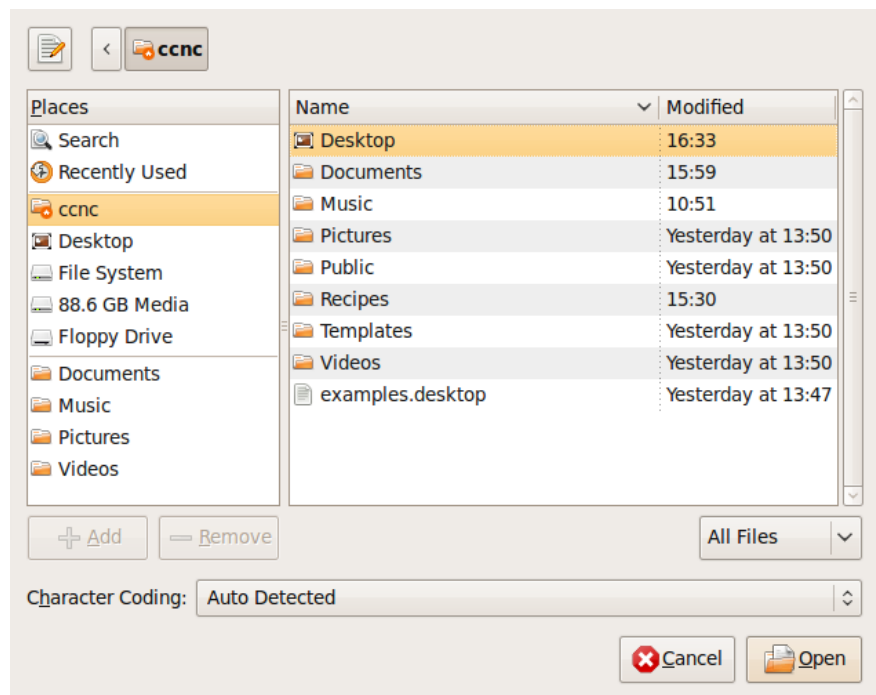 ccnc
Places
Search
Recently Used
ccnc
Desktop
File System
88.6 GB Media
Floppy Drive
Documents
Music
Pictures
Videos
Name Modified
Desktop 16:33
Documents 15:59
Music 10:51
Pictures Yesterday at 13:50
Public Yesterday at 13:50
Recipes 15:30
Templates Yesterday at 13:50
Videos Yesterday at 13:50
examples.desktop Yesterday at 13:47
Add Remove All Files
Character Coding: Auto Detected
Cancel Open